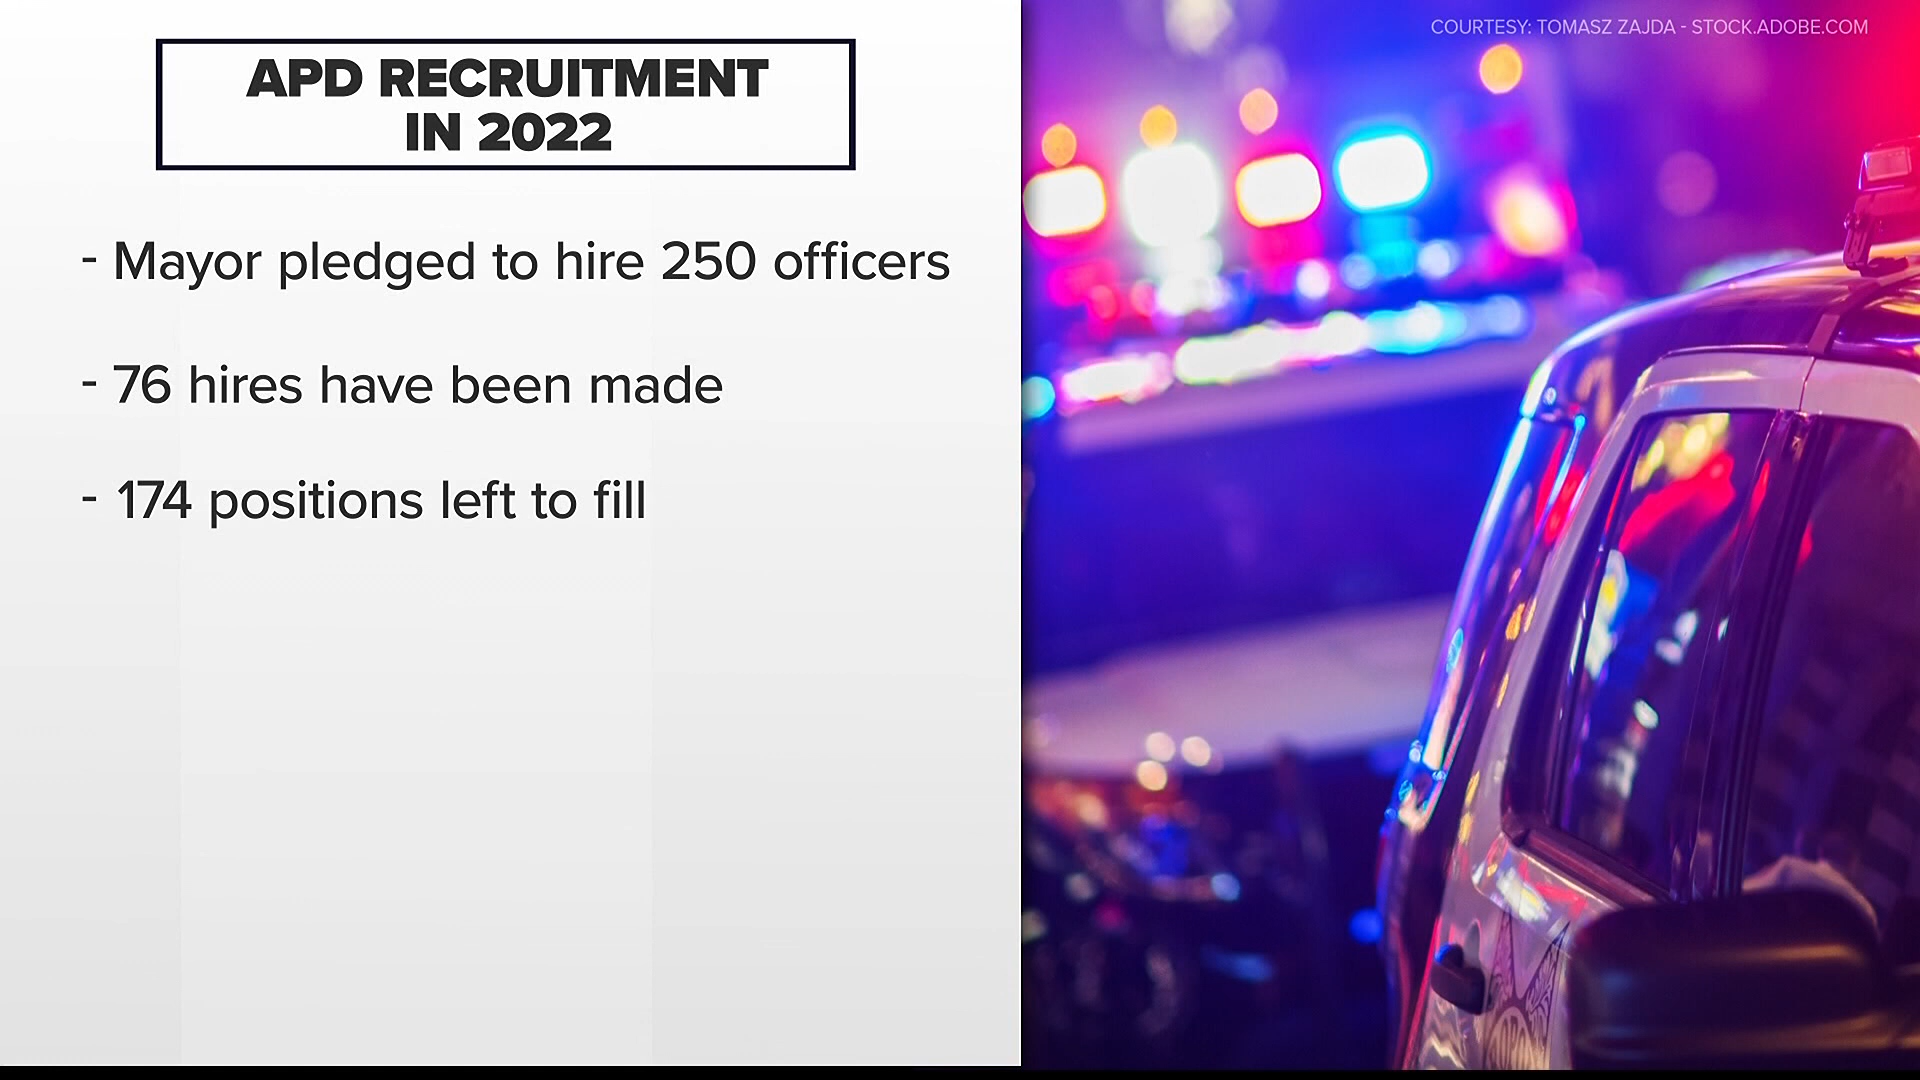 COURTESY: TOMASZ ZAJDA - STOCK.ADOBE.COM
APD RECRUITMENT
IN 2022
- Mayor pledged to hire 250 officers
- 76 hires have been made
- 174 positions left to fill